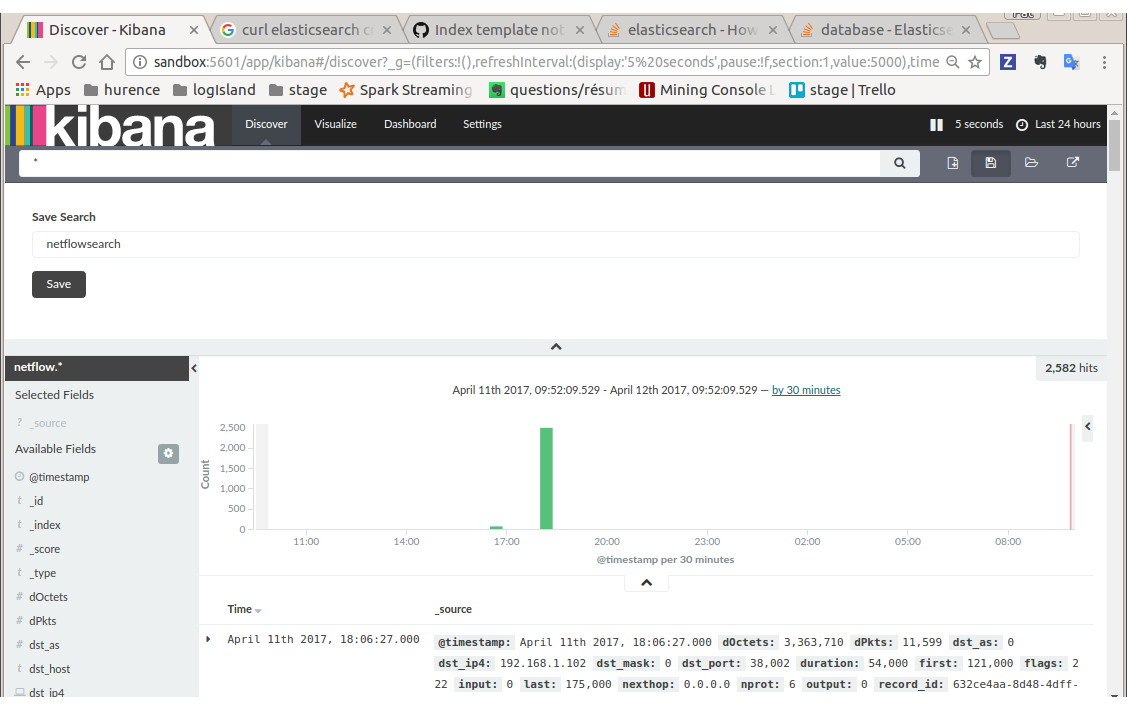 Pat
Discover - Kibana
curl elasticsearch c
Index template not
elasticsearch - How
database - Elasticse
sandbox:5601/app/kibana#/discover?_g=(filters:!(),refreshInterval:(display:'5%20seconds',pause:!f,section:1,value:5000),time
Apps hurence logIsland stage Spark Streaming questions/résum Mining Console L stage | Trello
kibana Discover Visualize Dashboard Settings 5 seconds Last 24 hours
*
Save Search
netflowsearch
Save
netflow.*
2,582 hits
Selected Fields
? _source
Available Fields
@timestamp
t _id
t _index
# _score
t _type
# dOctets
# dPkts
# dst_as
t dst_host
dst_ip4
April 11th 2017, 09:52:09.529 - April 12th 2017, 09:52:09.529 — by 30 minutes
Count
2,500
2,000
1,500
1,000
500
0
11:00 14:00 17:00 20:00 23:00 02:00 05:00 08:00
@timestamp per 30 minutes
Time _source
April 11th 2017, 18:06:27.000 @timestamp: April 11th 2017, 18:06:27.000 dOctets: 3,363,710 dPkts: 11,599 dst_as: 0
dst_ip4: 192.168.1.102 dst_mask: 0 dst_port: 38,002 duration: 54,000 first: 121,000 flags: 2
22 input: 0 last: 175,000 nexthop: 0.0.0.0 nprot: 6 output: 0 record_id: 632ce4aa-8d48-4dff-